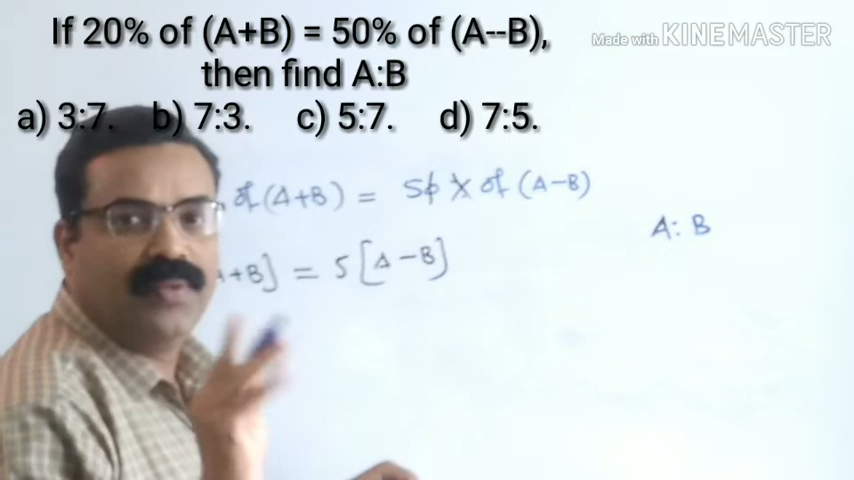 If 20% of (A+B) = 50% of (A--B),
Made with KINEMASTER
then find A:B
a) 3:7. b) 7:3. c) 5:7. d) 7:5.
of (A+B) = 50 % of (A-B)
A: B
+B] = 5 [A-B]